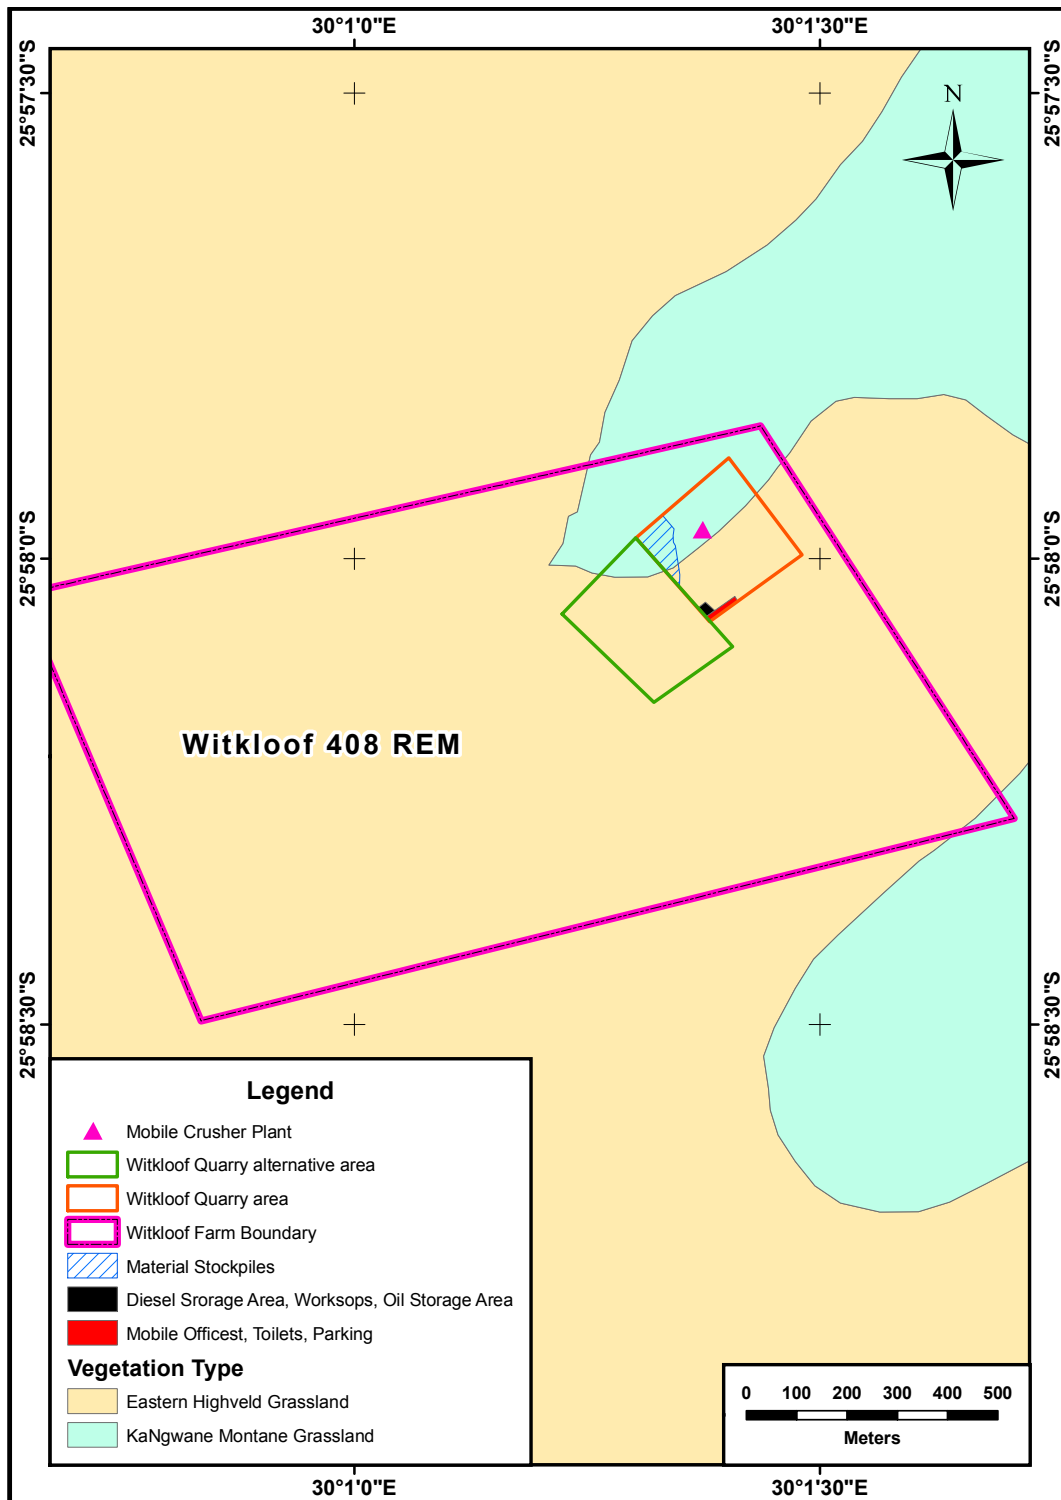 30°1'0"E
30°1'30"E
25°57'30"S
25°57'30"S
N
25°58'0"S
25°58'0"S
Witkloof 408 REM
25°58'30"S
25°58'30"S
Legend
Mobile Crusher Plant
Witkloof Quarry alternative area
Witkloof Quarry area
Witkloof Farm Boundary
Material Stockpiles
Diesel Srorage Area, Worksops, Oil Storage Area
Mobile Officest, Toilets, Parking
Vegetation Type
Eastern Highveld Grassland
KaNgwane Montane Grassland
0 100 200 300 400 500
Meters
30°1'0"E
30°1'30"E